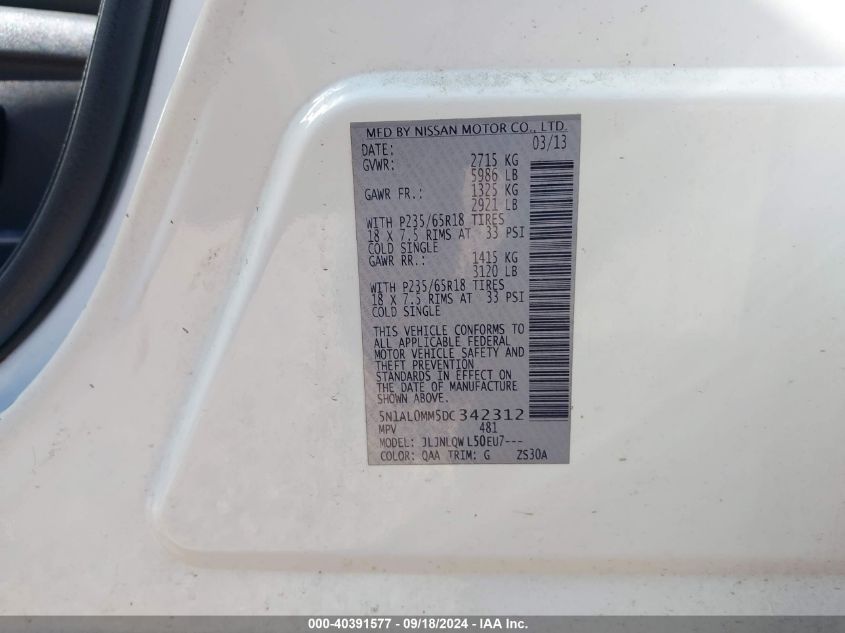 MFD BY NISSAN MOTOR CO., LTD.
DATE: 03/13
GVWR: 2715 KG
5986 LB
GAWR FR.: 1325 KG
2921 LB
WITH P235/65R18 TIRES
18 X 7.5 RIMS AT 33 PSI
COLD SINGLE
GAWR RR.: 1415 KG
3120 LB
WITH P235/65R18 TIRES
18 X 7.5 RIMS AT 33 PSI
COLD SINGLE
THIS VEHICLE CONFORMS TO
ALL APPLICABLE FEDERAL
MOTOR VEHICLE SAFETY AND
THEFT PREVENTION
STANDARDS IN EFFECT ON
THE DATE OF MANUFACTURE
SHOWN ABOVE.
5N1AL0MM5DC342312
MPV 481
MODEL: JLJNLQWL50EU7---
COLOR: QAA TRIM: G ZS30A
000-40391577 - 09/18/2024 - IAA Inc.